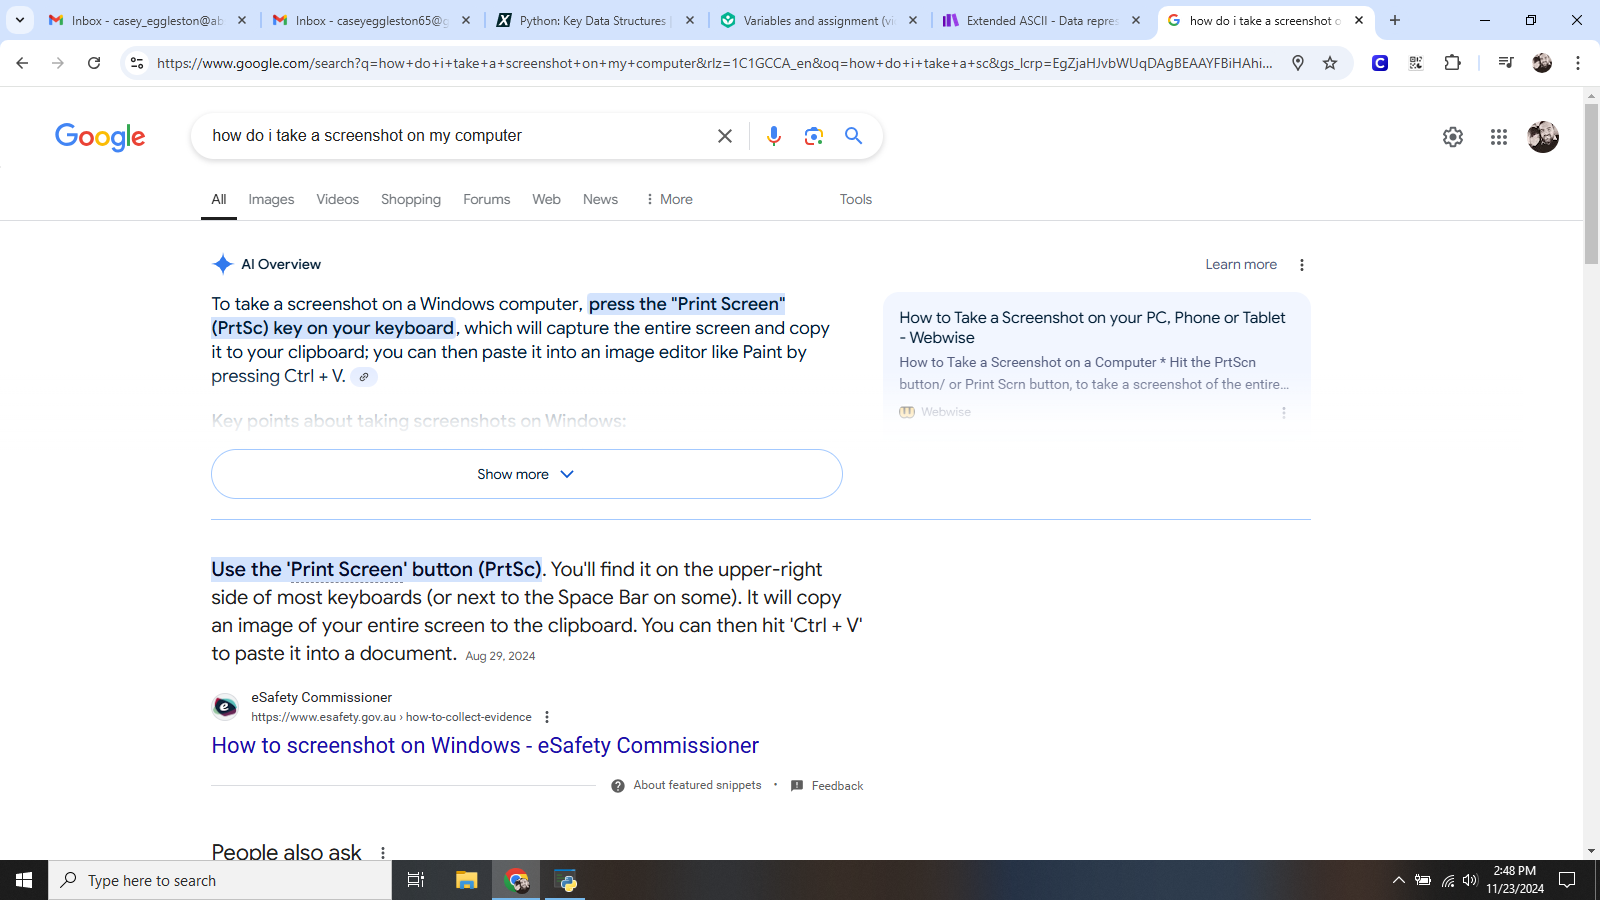 Inbox - casey_eggleston@ab
Inbox - caseyeggleston65@g
Python: Key Data Structures |
Variables and assignment (vi
Extended ASCII - Data repres
how do i take a screenshot o
https://www.google.com/search?q=how+do+i+take+a+screenshot+on+my+computer&rlz=1C1GCCA_en&oq=how+do+i+take+a+sc&gs_lcrp=EgZjaHJvbWUqDAgBEAAYFBiHAhi...
Google
how do i take a screenshot on my computer
All
Images
Videos
Shopping
Forums
Web
News
More
Tools
AI Overview
Learn more
To take a screenshot on a Windows computer, press the "Print Screen"
(PrtSc) key on your keyboard, which will capture the entire screen and copy
it to your clipboard; you can then paste it into an image editor like Paint by
pressing Ctrl + V.
Key points about taking screenshots on Windows:
Show more
How to Take a Screenshot on your PC, Phone or Tablet
- Webwise
How to Take a Screenshot on a Computer * Hit the PrtScn
button/ or Print Scrn button, to take a screenshot of the entire...
Webwise
Use the 'Print Screen' button (PrtSc). You'll find it on the upper-right
side of most keyboards (or next to the Space Bar on some). It will copy
an image of your entire screen to the clipboard. You can then hit 'Ctrl + V'
to paste it into a document. Aug 29, 2024
eSafety Commissioner
https://www.esafety.gov.au › how-to-collect-evidence
How to screenshot on Windows - eSafety Commissioner
About featured snippets • Feedback
People also ask
Type here to search
2:48 PM
11/23/2024